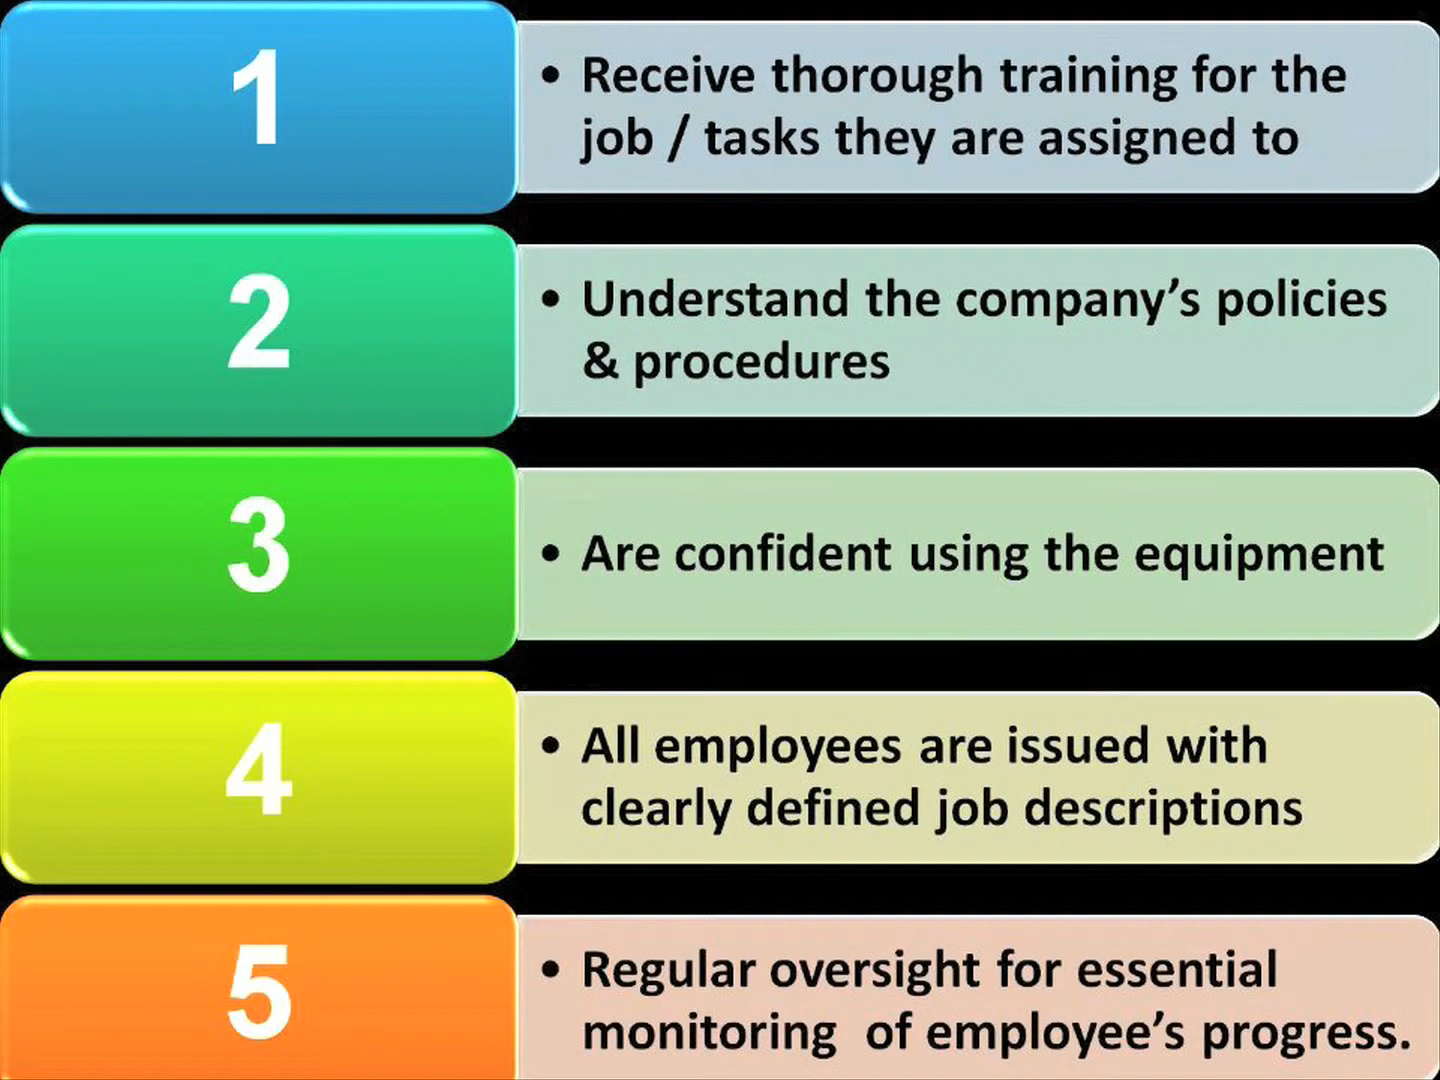 1
• Receive thorough training for the
job / tasks they are assigned to
2
• Understand the company’s policies
& procedures
3
• Are confident using the equipment
4
• All employees are issued with
clearly defined job descriptions
5
• Regular oversight for essential
monitoring  of employee’s progress.